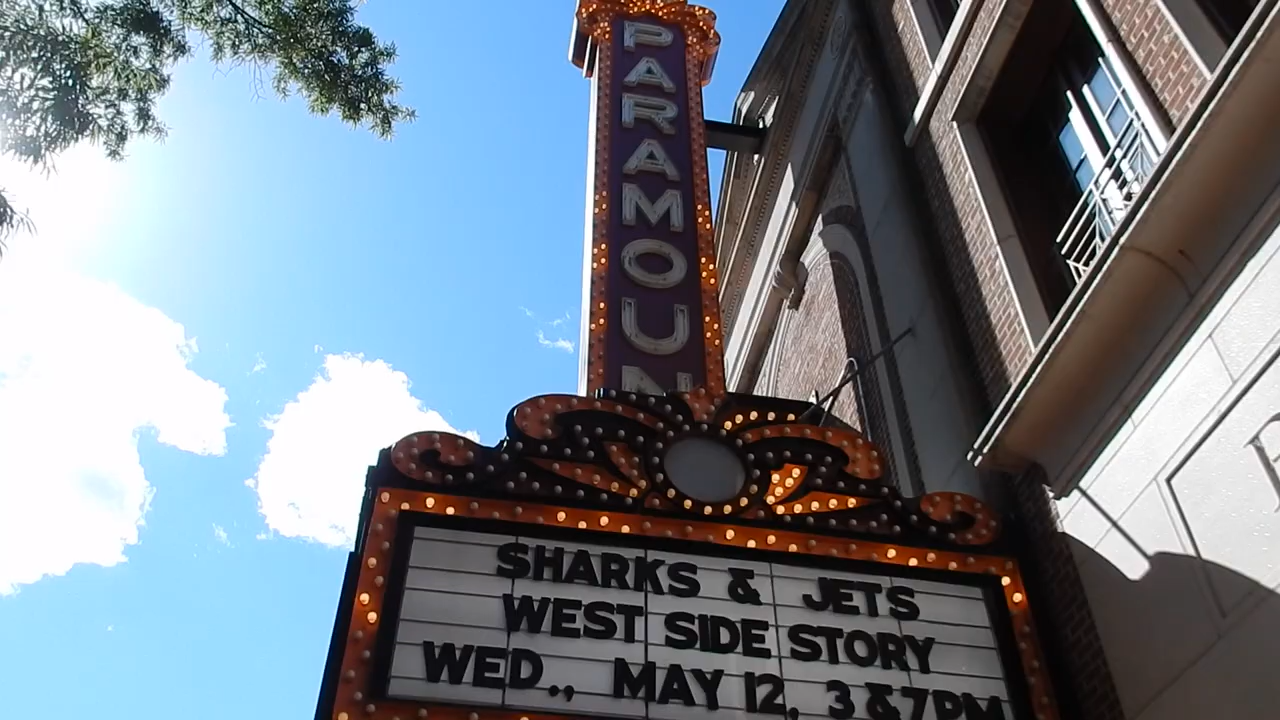 PARAMOUN
SHARKS & JETS
WEST SIDE STORY
WED., MAY 12, 3 &7PM